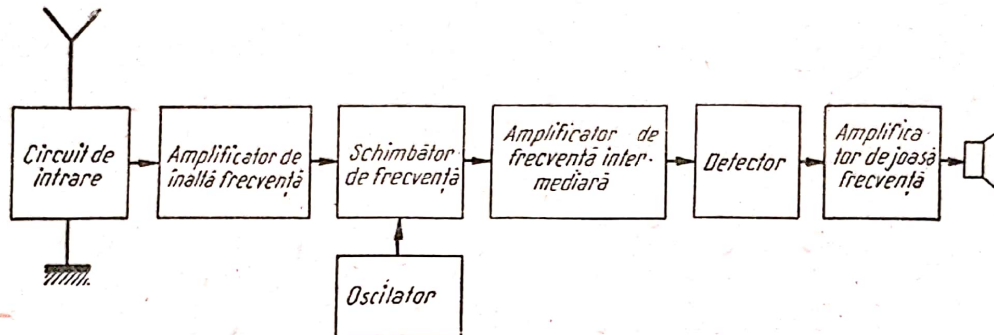 Circuit de
intrare
Amplificator de
înaltă frecvență
Schimbător
de frecvență
Amplificator de
frecvență inter-
mediară
Detector
Amplifica-
tor de joasă
frecvență
Oscilator